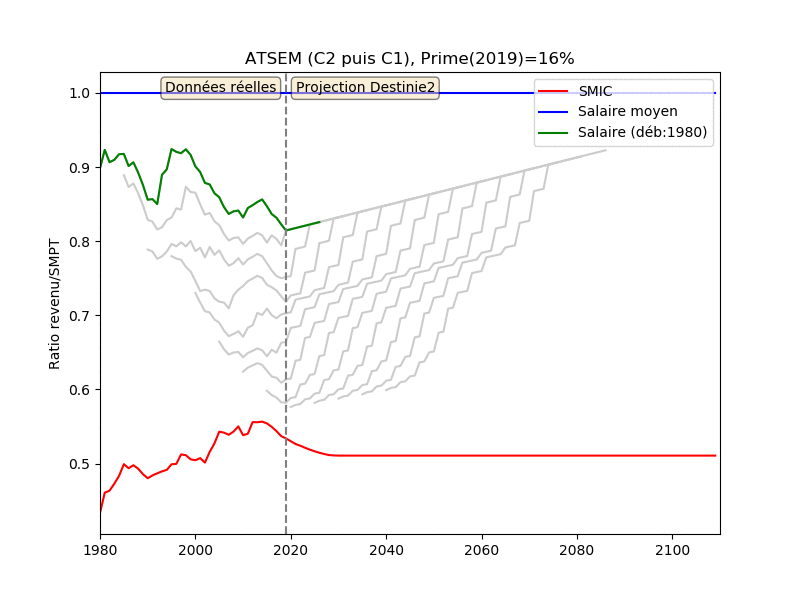 ATSEM (C2 puis C1), Prime(2019)=16%
Données réelles
Projection Destinie2
SMIC
Salaire moyen
Salaire (déb:1980)
Ratio revenu/SMPT
1.0
0.9
0.8
0.7
0.6
0.5
1980
2000
2020
2040
2060
2080
2100